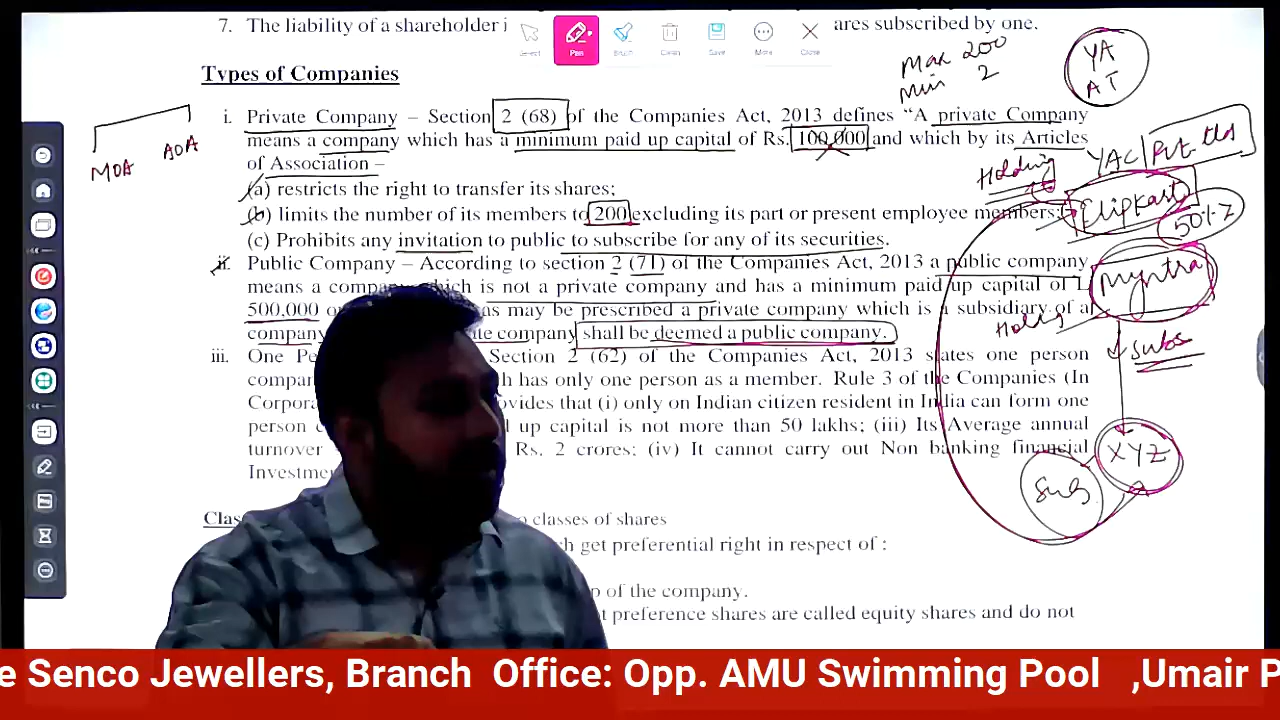 7. The liability of a shareholder i ares subscribed by one.
Select Pen Brush Clean Save More Close
Max 200
Min 2
YA
AT
Types of Companies
i. Private Company – Section 2 (68) of the Companies Act, 2013 defines “A private Company
means a company which has a minimum paid up capital of Rs. 100,000 and which by its Articles
of Association –
MOA AOA
(a) restricts the right to transfer its shares;
(b) limits the number of its members to 200 excluding its part or present employee members;
(c) Prohibits any invitation to public to subscribe for any of its securities.
Holding
YAC Pvt Ltd
Flipkart
50%
ii. Public Company – According to section 2 (71) of the Companies Act, 2013 a public company
means a company which is not a private company and has a minimum paid up capital of
500,000 as may be prescribed a private company which is a subsidiary of a
company company shall be deemed a public company.
Myntra
Subs
XYZ
Subs
iii. One Pe Section 2 (62) of the Companies Act, 2013 states one person
compan h has only one person as a member. Rule 3 of the Companies (In
Corpora ovides that (i) only on Indian citizen resident in India can form one
person up capital is not more than 50 lakhs; (iii) Its Average annual
turnover Rs. 2 crores; (iv) It cannot carry out Non banking financial
Investme
Clas o classes of shares
h get preferential right in respect of :
p of the company.
t preference shares are called equity shares and do not
e Senco Jewellers, Branch Office: Opp. AMU Swimming Pool ,Umair P